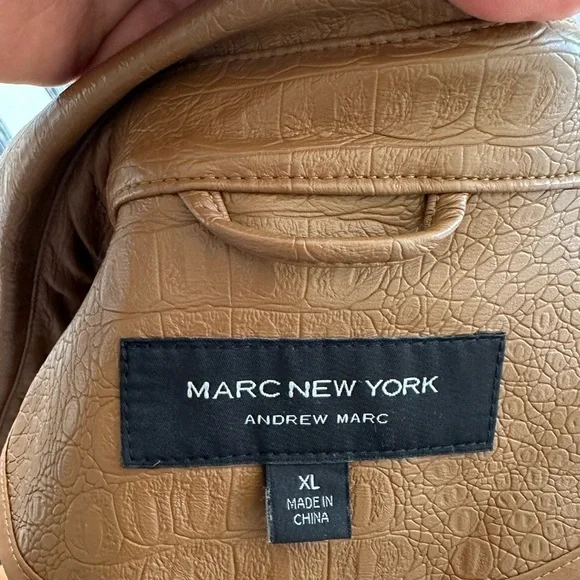 MARC NEW YORK
ANDREW MARC
XL
MADE IN
CHINA